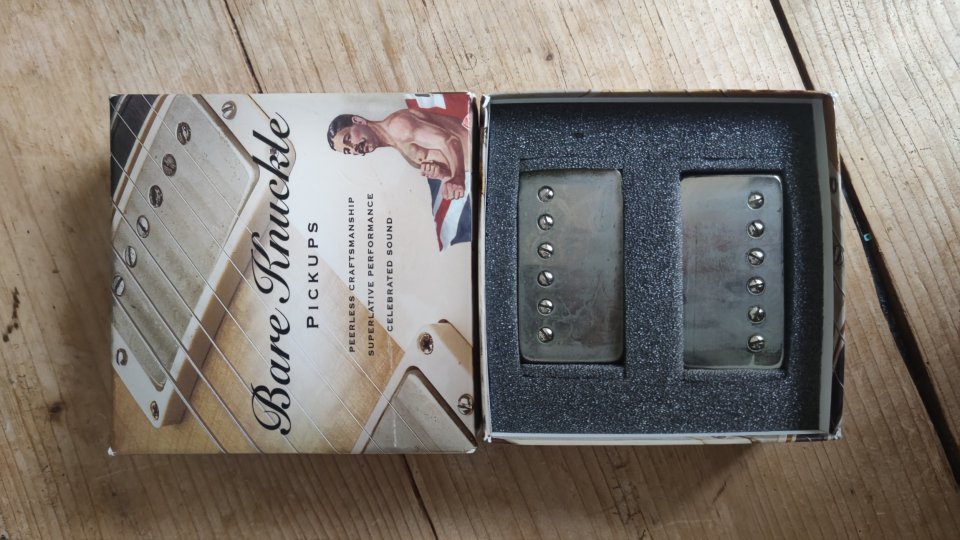 Bare Knuckle
PICKUPS
PEERLESS CRAFTSMANSHIP
SUPERLATIVE PERFORMANCE
CELEBRATED SOUND